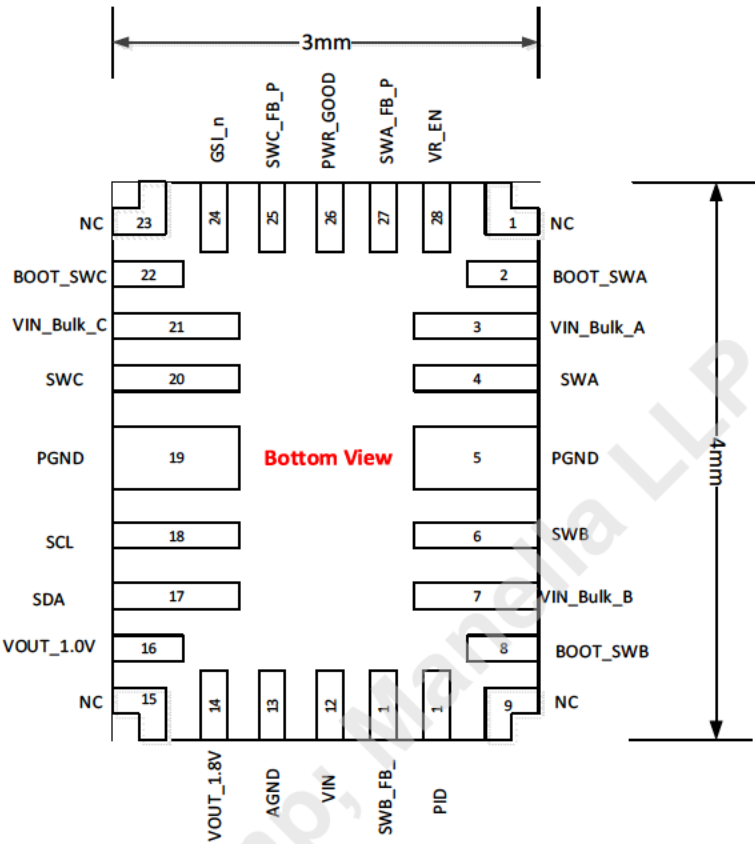 3mm
GSI_n
SWC_FB_P
PWR_GOOD
SWA_FB_P
VR_EN
24
25
26
27
28
NC 23 1 NC
BOOT_SWC 22 2 BOOT_SWA
VIN_Bulk_C 21 3 VIN_Bulk_A
SWC 20 4 SWA
PGND 19 Bottom View 5 PGND
4mm
SCL 18 6 SWB
SDA 17 7 VIN_Bulk_B
VOUT_1.0V 16 8 BOOT_SWB
NC 15 9 NC
14
13
12
1
1
VOUT_1.8V
AGND
VIN
SWB_FB_
PID
Manella LLP